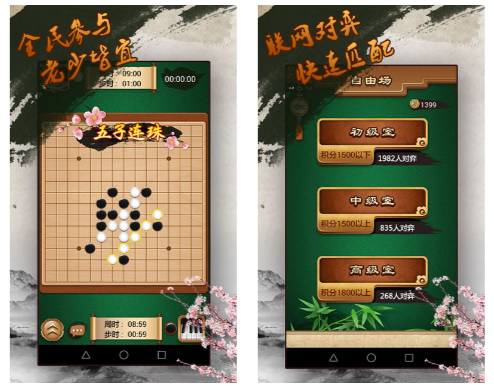 全民参与
老少皆宜
时：09:00
步时：01:00
00:00:00
五子连珠
局时：08:59
步时：00:59
联网对弈
快速匹配
自由场
1399
初级室
积分1500以下
1982人对弈
中级室
积分1500以上
835人对弈
高级室
积分1800以上
268人对弈